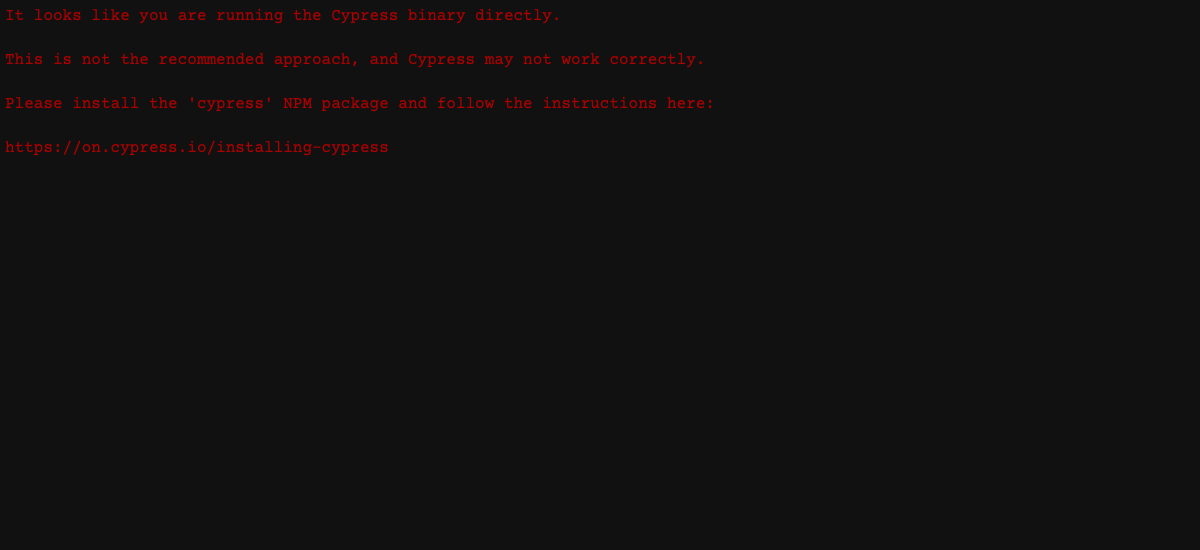 It looks like you are running the Cypress binary directly.
This is not the recommended approach, and Cypress may not work correctly.
Please install the 'cypress' NPM package and follow the instructions here:
https://on.cypress.io/installing-cypress